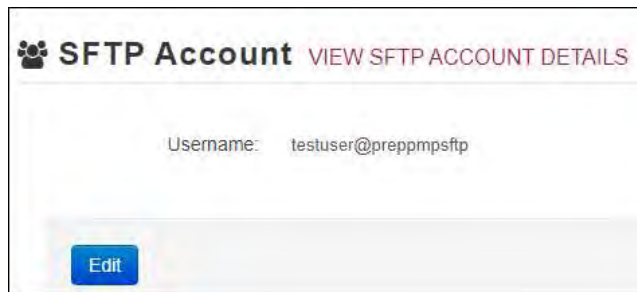 SFTP Account VIEW SFTP ACCOUNT DETAILS
Username: testuser@preppmpsftp
Edit